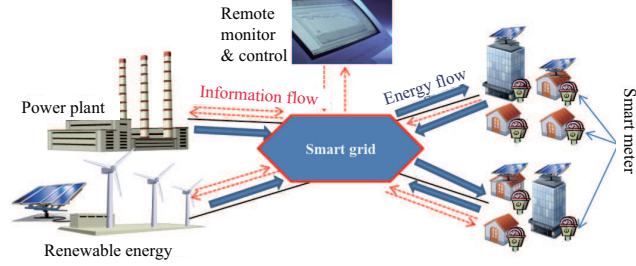 Remote
monitor
& control
Information flow
Energy flow
Power plant
Smart grid
Smart meter
Renewable energy